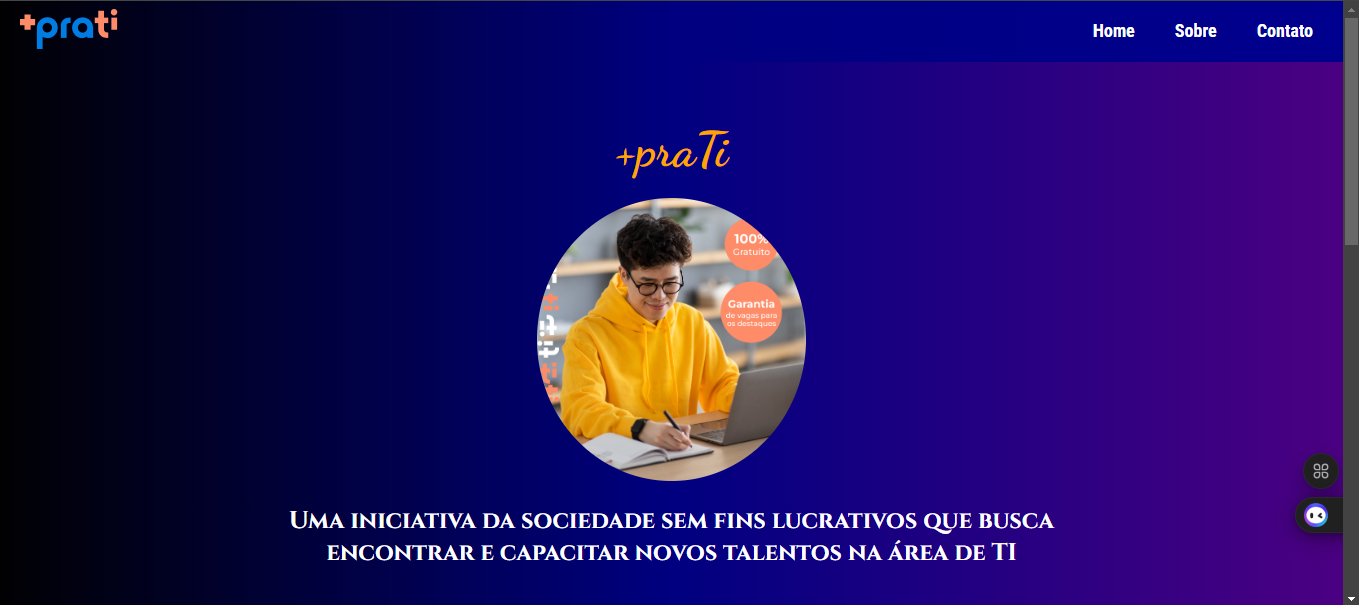 +prati
Home Sobre Contato
+praTi
100%
Gratuito
Garantia
de vagas para
os destaques
Uma iniciativa da sociedade sem fins lucrativos que busca
encontrar e capacitar novos talentos na área de TI